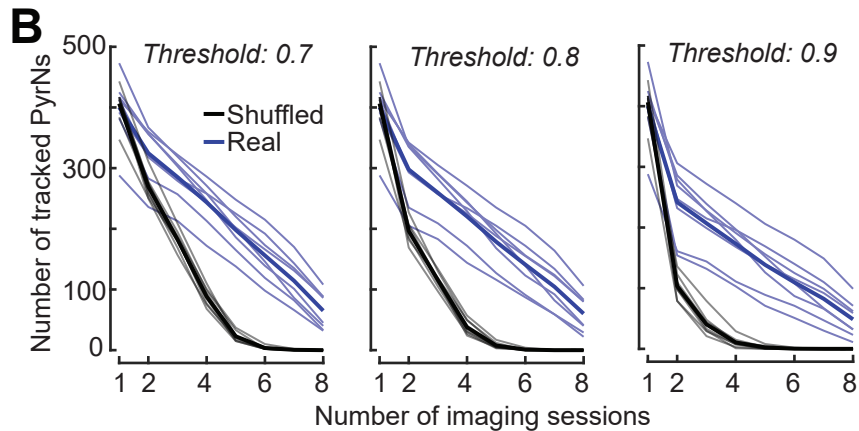 B
Threshold: 0.7
Threshold: 0.8
Threshold: 0.9
Number of tracked PyrNs
500
300
100
0
Shuffled
Real
1 2 4 6 8
1 2 4 6 8
1 2 4 6 8
Number of imaging sessions